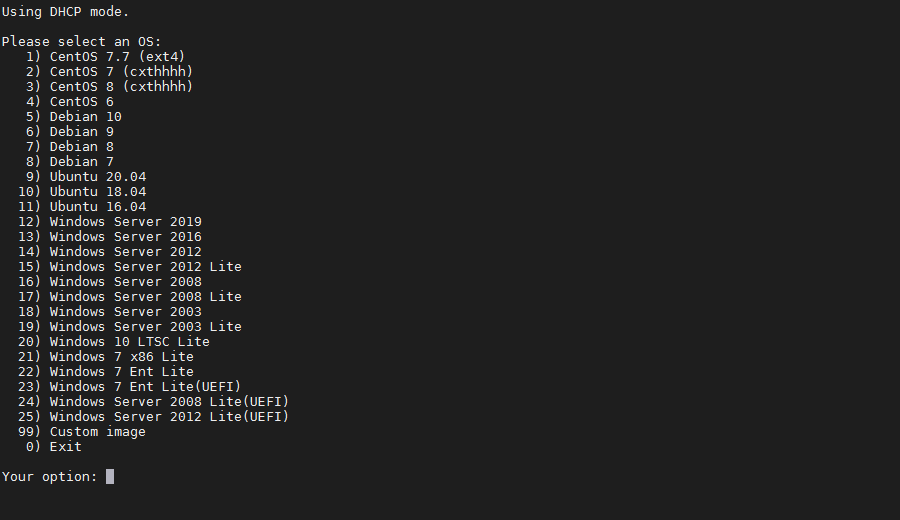 Using DHCP mode.
Please select an OS:
1) CentOS 7.7 (ext4)
2) CentOS 7 (cxthhhh)
3) CentOS 8 (cxthhhh)
4) CentOS 6
5) Debian 10
6) Debian 9
7) Debian 8
8) Debian 7
9) Ubuntu 20.04
10) Ubuntu 18.04
11) Ubuntu 16.04
12) Windows Server 2019
13) Windows Server 2016
14) Windows Server 2012
15) Windows Server 2012 Lite
16) Windows Server 2008
17) Windows Server 2008 Lite
18) Windows Server 2003
19) Windows Server 2003 Lite
20) Windows 10 LTSC Lite
21) Windows 7 x86 Lite
22) Windows 7 Ent Lite
23) Windows 7 Ent Lite(UEFI)
24) Windows Server 2008 Lite(UEFI)
25) Windows Server 2012 Lite(UEFI)
99) Custom image
0) Exit
Your option: